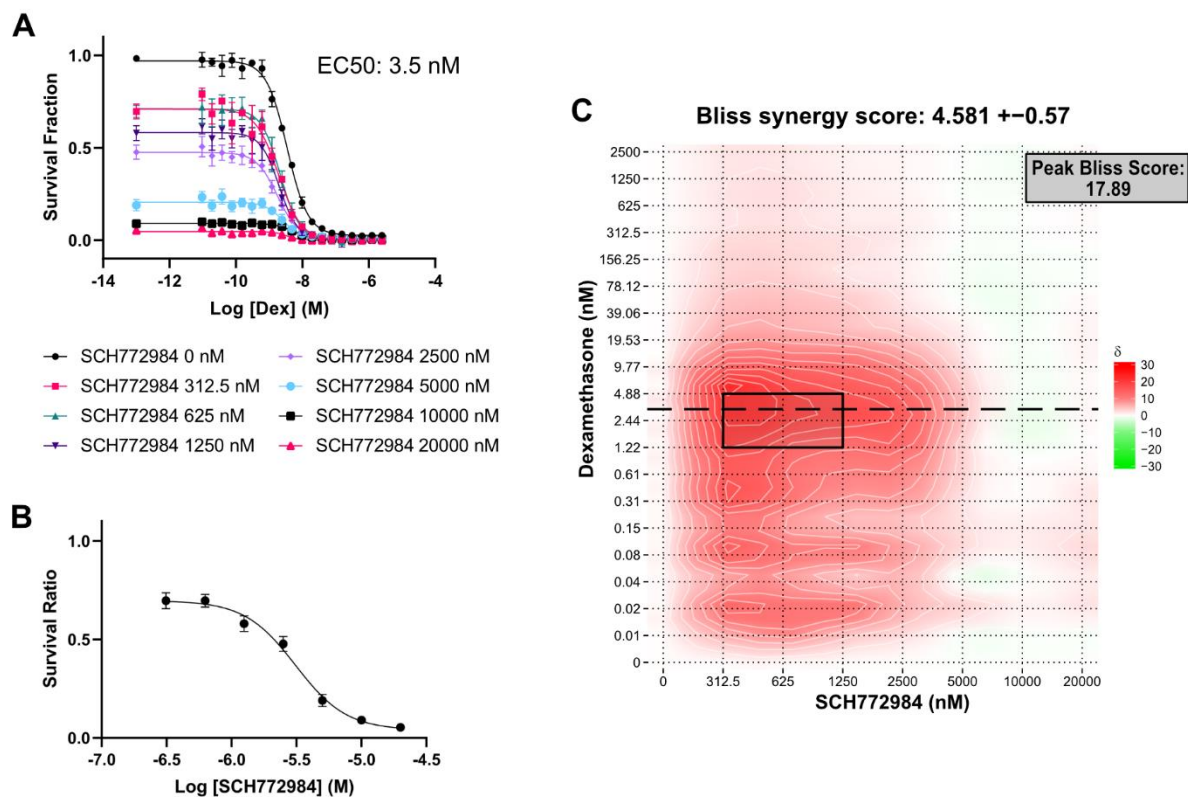 A
1.0
0.5
0.0
Survival Fraction
EC50: 3.5 nM
-14
-12
-10
-8
-6
-4
Log [Dex] (M)
SCH772984 0 nM
SCH772984 312.5 nM
SCH772984 625 nM
SCH772984 1250 nM
SCH772984 2500 nM
SCH772984 5000 nM
SCH772984 10000 nM
SCH772984 20000 nM
B
1.0
0.5
0.0
Survival Ratio
-7.0
-6.5
-6.0
-5.5
-5.0
-4.5
Log [SCH772984] (M)
C
Bliss synergy score: 4.581 +−0.57
Peak Bliss Score:
17.89
Dexamethasone (nM)
2500
1250
625
312.5
156.25
78.12
39.06
19.53
9.77
4.88
2.44
1.22
0.61
0.31
0.15
0.08
0.04
0.02
0.01
0
0
312.5
625
1250
2500
5000
10000
20000
SCH772984 (nM)
δ
30
20
10
0
−10
−20
−30